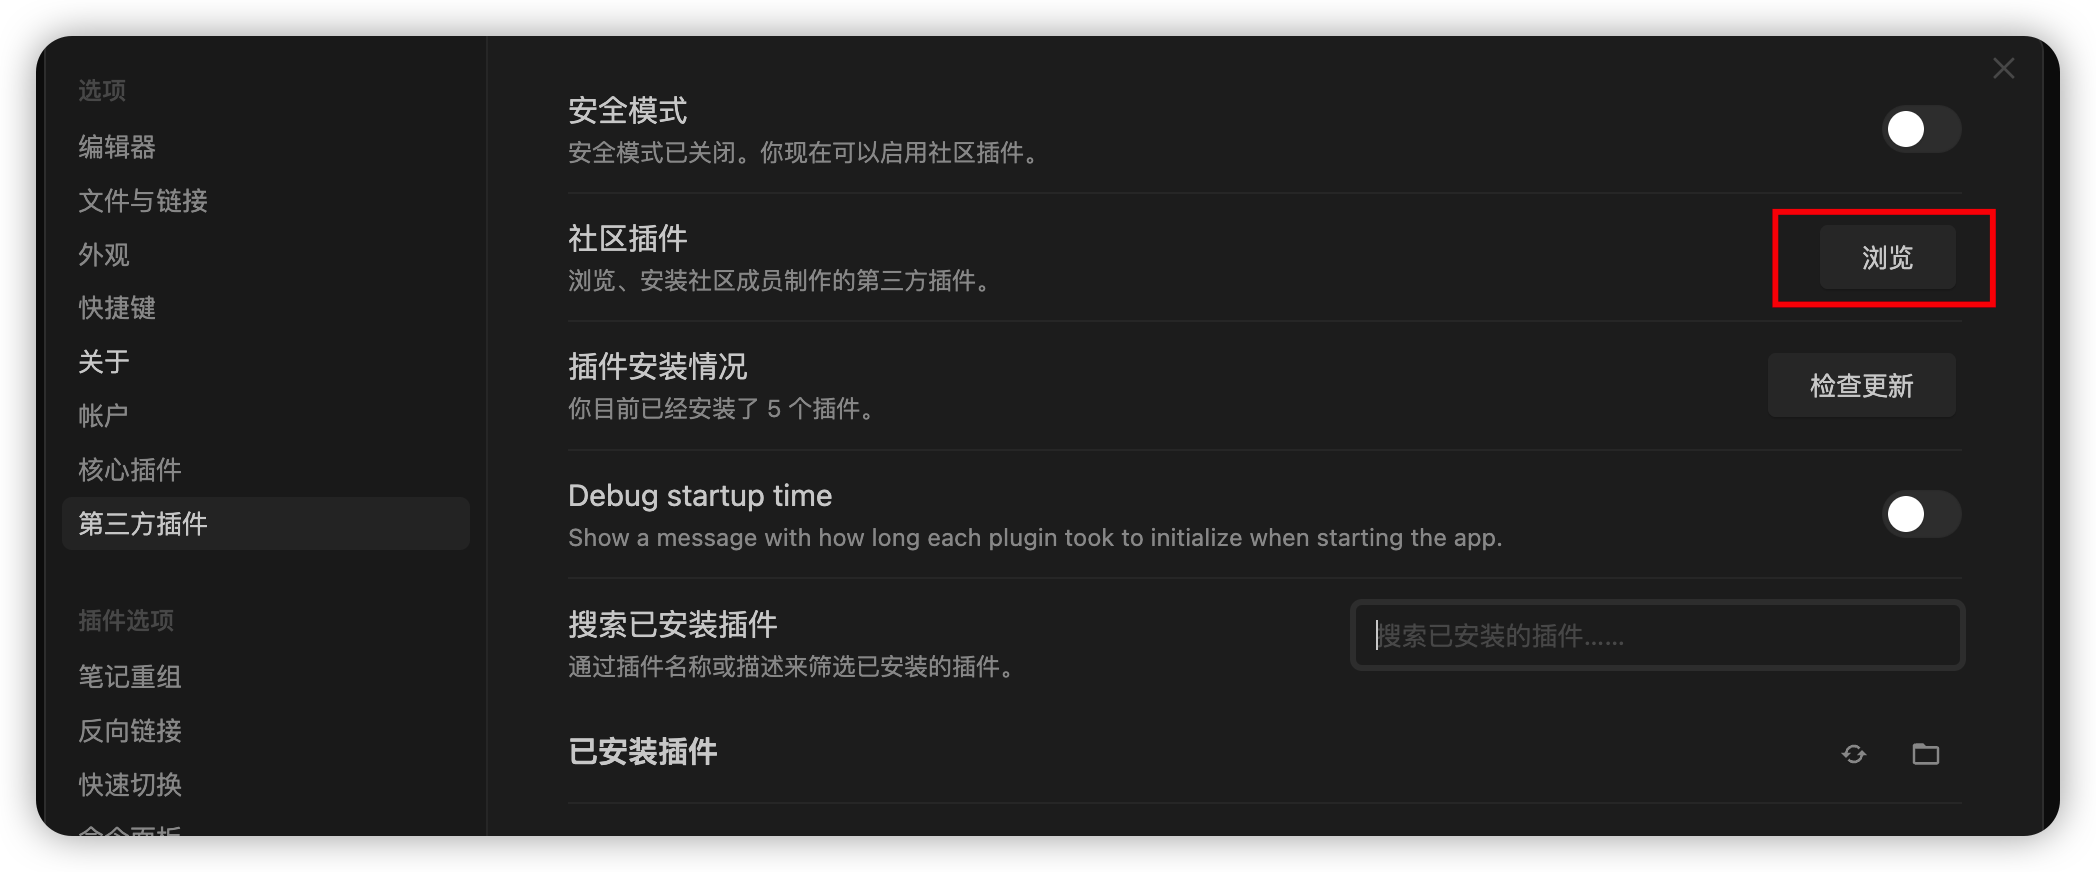 选项
编辑器
文件与链接
外观
快捷键
关于
帐户
核心插件
第三方插件
插件选项
笔记重组
反向链接
快速切换
命令面板
安全模式
安全模式已关闭。你现在可以启用社区插件。
社区插件
浏览、安装社区成员制作的第三方插件。
浏览
插件安装情况
你目前已经安装了 5 个插件。
检查更新
Debug startup time
Show a message with how long each plugin took to initialize when starting the app.
搜索已安装插件
通过插件名称或描述来筛选已安装的插件。
搜索已安装的插件……
已安装插件